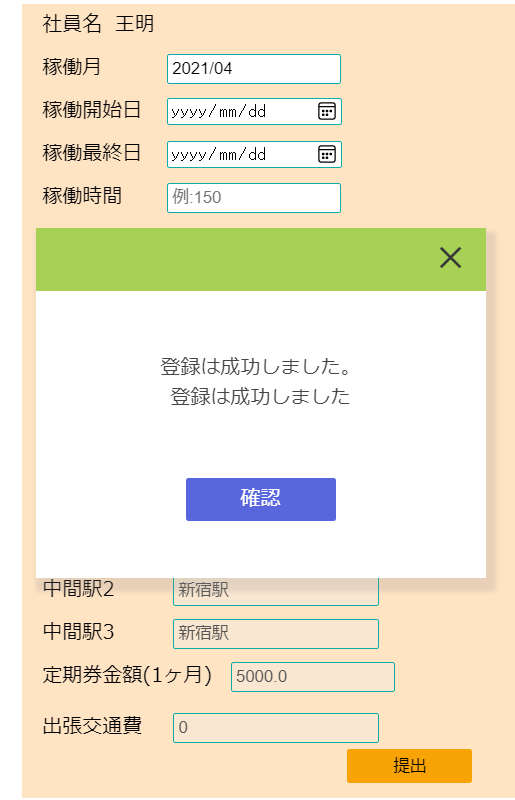 社員名 王明
稼働月 2021/04
稼働開始日 yyyy/mm/dd
稼働最終日 yyyy/mm/dd
稼働時間 例:150
登録は成功しました。
登録は成功しました
確認
中間駅2 新宿駅
中間駅3 新宿駅
定期券金額(1ヶ月) 5000.0
出張交通費 0
提出